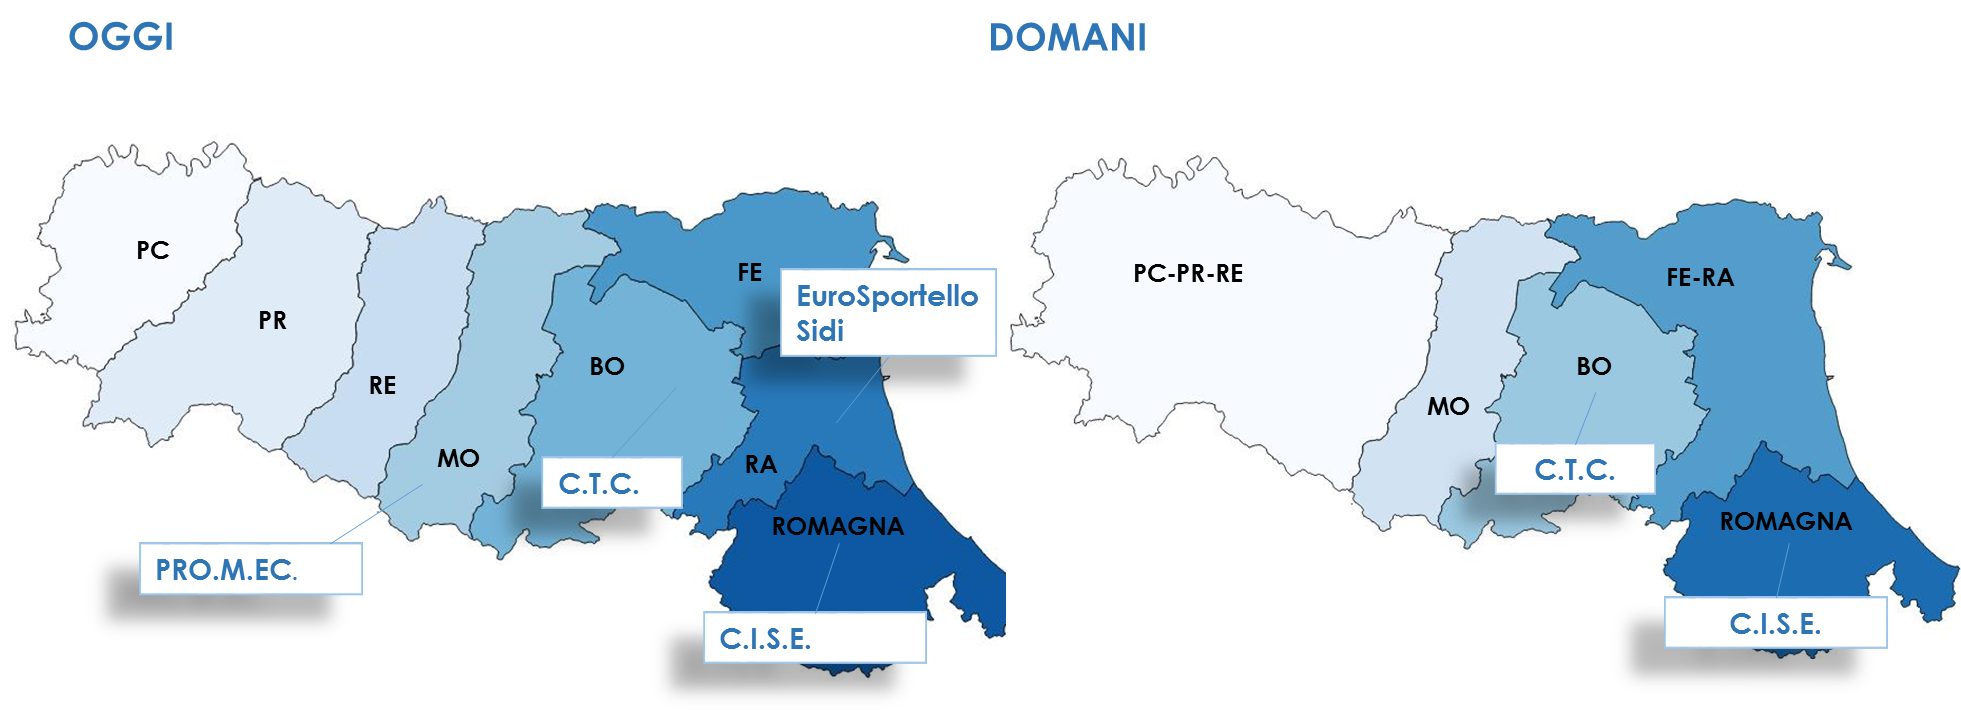 OGGI
PC
PR
RE
MO
BO
FE
RA
ROMAGNA
EuroSportello
Sidi
C.T.C.
PRO.M.EC.
C.I.S.E.
DOMANI
PC-PR-RE
MO
BO
FE-RA
ROMAGNA
C.T.C.
C.I.S.E.